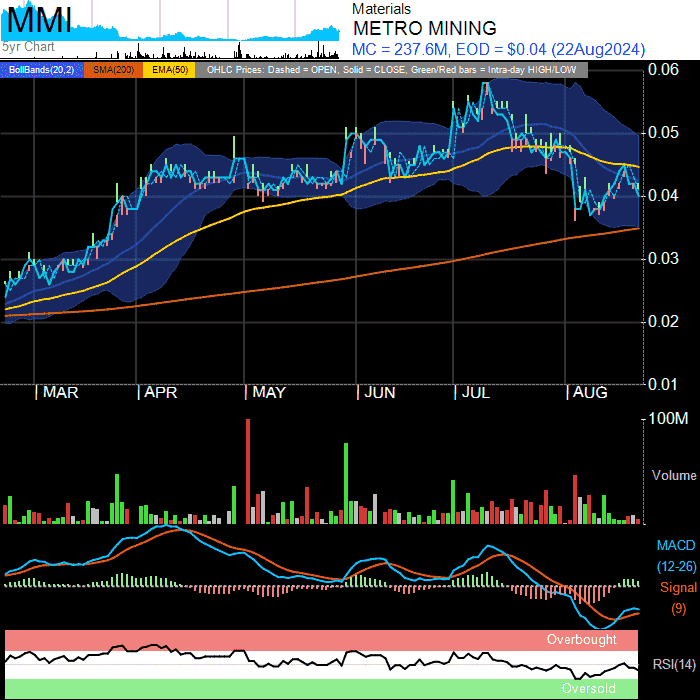 MMI
5yr Chart
Materials
METRO MINING
MC = 237.6M, EOD = $0.04 (22Aug2024)
BollBands(20,2) SMA(200) EMA(50) OHLC Prices: Dashed = OPEN, Solid = CLOSE, Green/Red bars = Intra-day HIGH/LOW
0.06
0.05
0.04
0.03
0.02
0.01
| MAR | APR | MAY | JUN | JUL | AUG
100M
Volume
MACD
(12-26)
Signal
(9)
Overbought
RSI(14)
Oversold